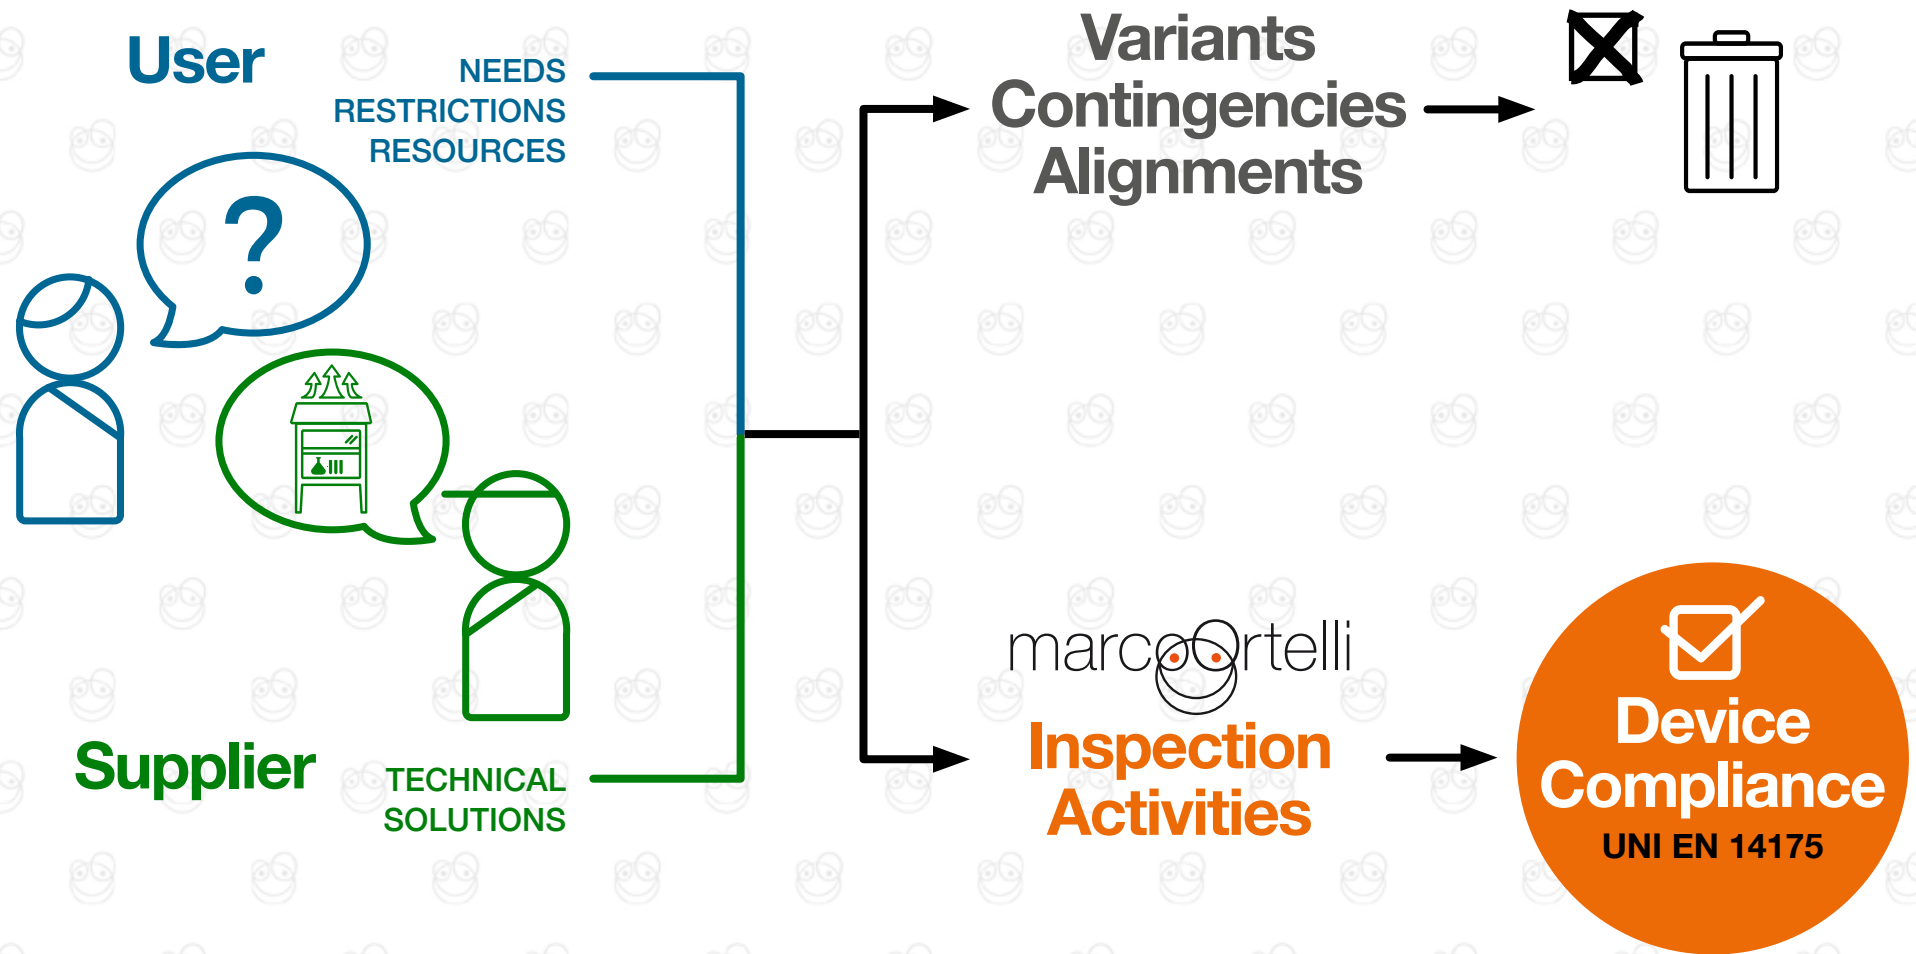 User
NEEDS
RESTRICTIONS
RESOURCES
?
Supplier
TECHNICAL
SOLUTIONS
Variants
Contingencies
Alignments
marcoOrtelli
Inspection
Activities
Device
Compliance
UNI EN 14175